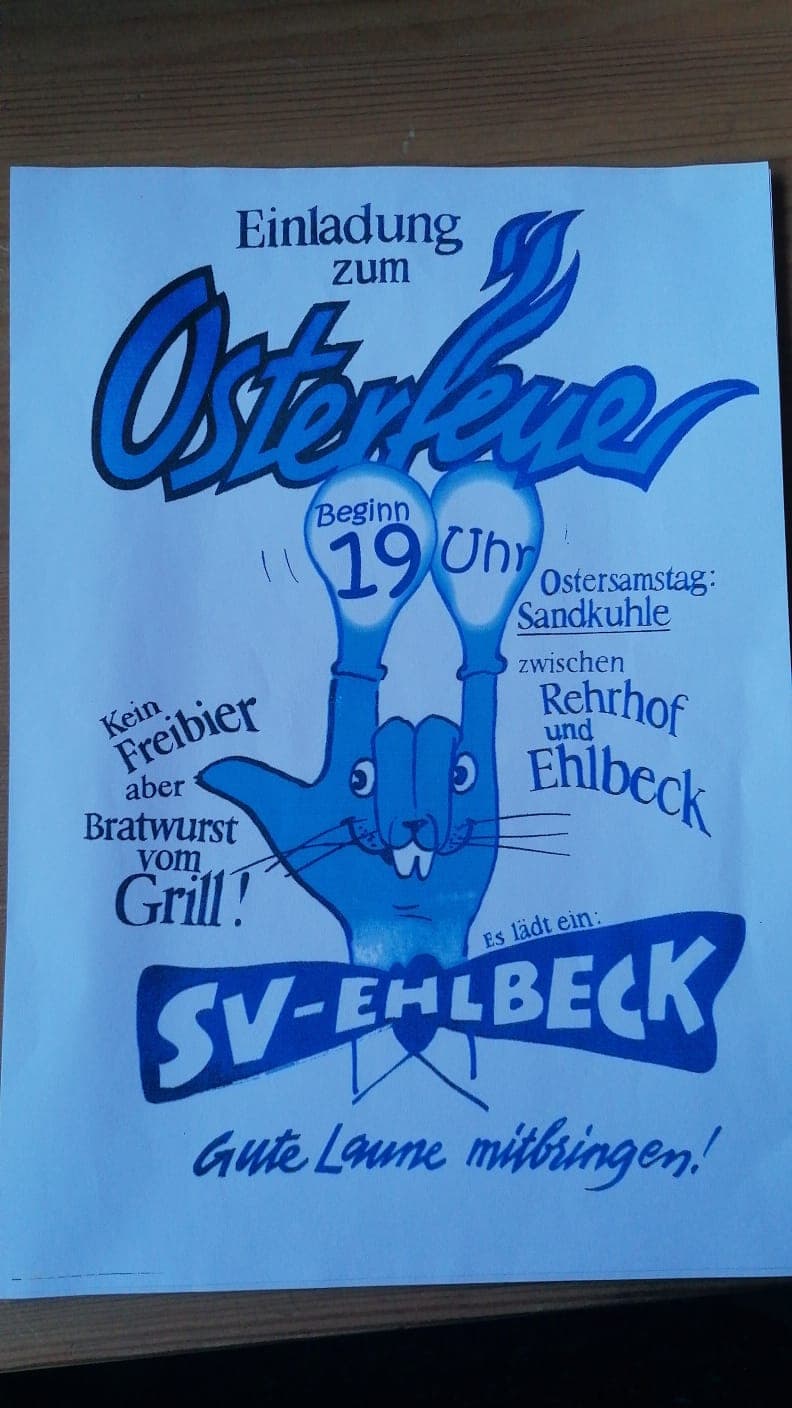 Einladung
zum
Osterfeuer
Beginn
19 Uhr
Ostersamstag:
Sandkuhle
zwischen
Rehrhof
und
Ehlbeck
Kein
Freibier
aber
Bratwurst
vom
Grill!
Es lädt ein:
SV-EHLBECK
Gute Laune mitbringen!